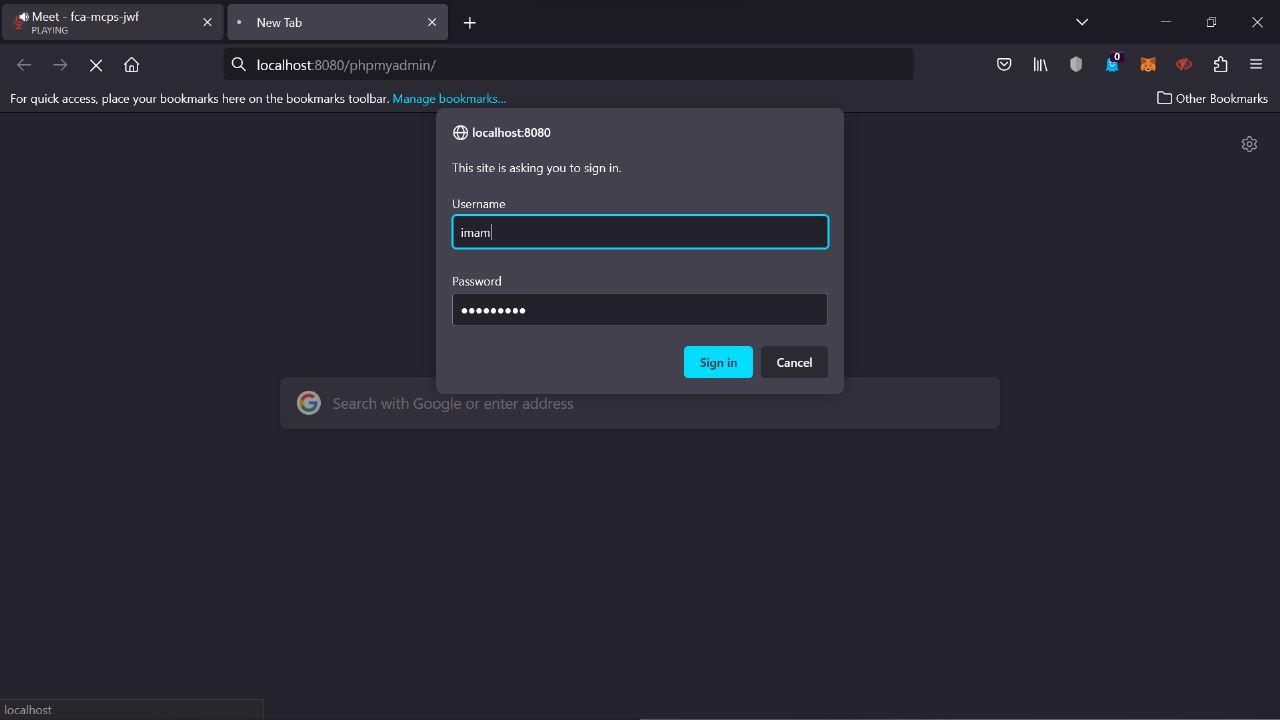 Meet - fca-mcps-jwf
PLAYING
New Tab
localhost:8080/phpmyadmin/
0
For quick access, place your bookmarks here on the bookmarks toolbar. Manage bookmarks...
Other Bookmarks
localhost:8080
This site is asking you to sign in.
Username
imam
Password
Sign in
Cancel
Search with Google or enter address
localhost